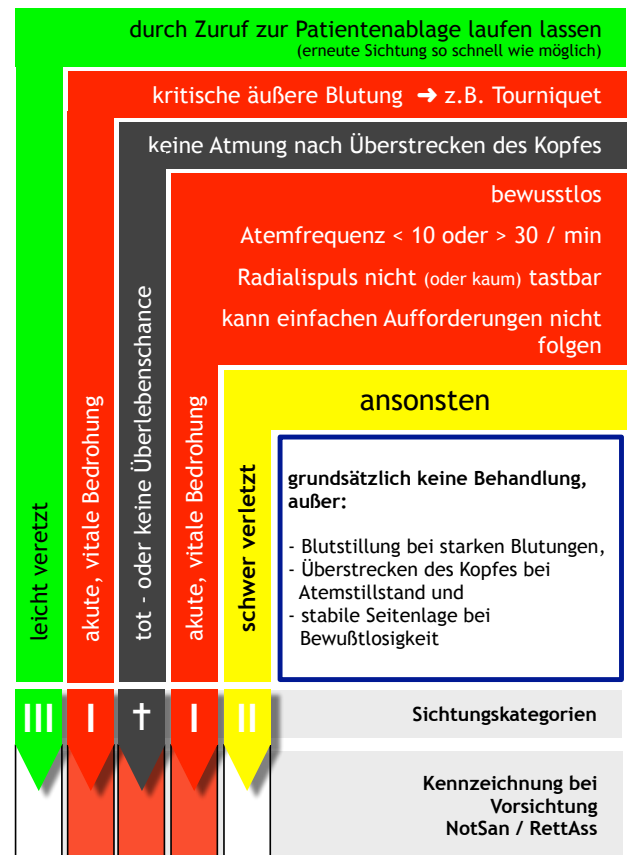 durch Zuruf zur Patientenablage laufen lassen
(erneute Sichtung so schnell wie möglich)
kritische äußere Blutung ➔ z.B. Tourniquet
keine Atmung nach Überstrecken des Kopfes
bewusstlos
Atemfrequenz < 10 oder > 30 / min
Radialispuls nicht (oder kaum) tastbar
kann einfachen Aufforderungen nicht
folgen
ansonsten
leicht veretzt
akute, vitale Bedrohung
tot - oder keine Überlebenschance
akute, vitale Bedrohung
schwer verletzt
grundsätzlich keine Behandlung,
außer:
- Blutstillung bei starken Blutungen,
- Überstrecken des Kopfes bei
Atemstillstand und
- stabile Seitenlage bei
Bewußtlosigkeit
III I † I II
Sichtungskategorien
Kennzeichnung bei
Vorsichtung
NotSan / RettAss